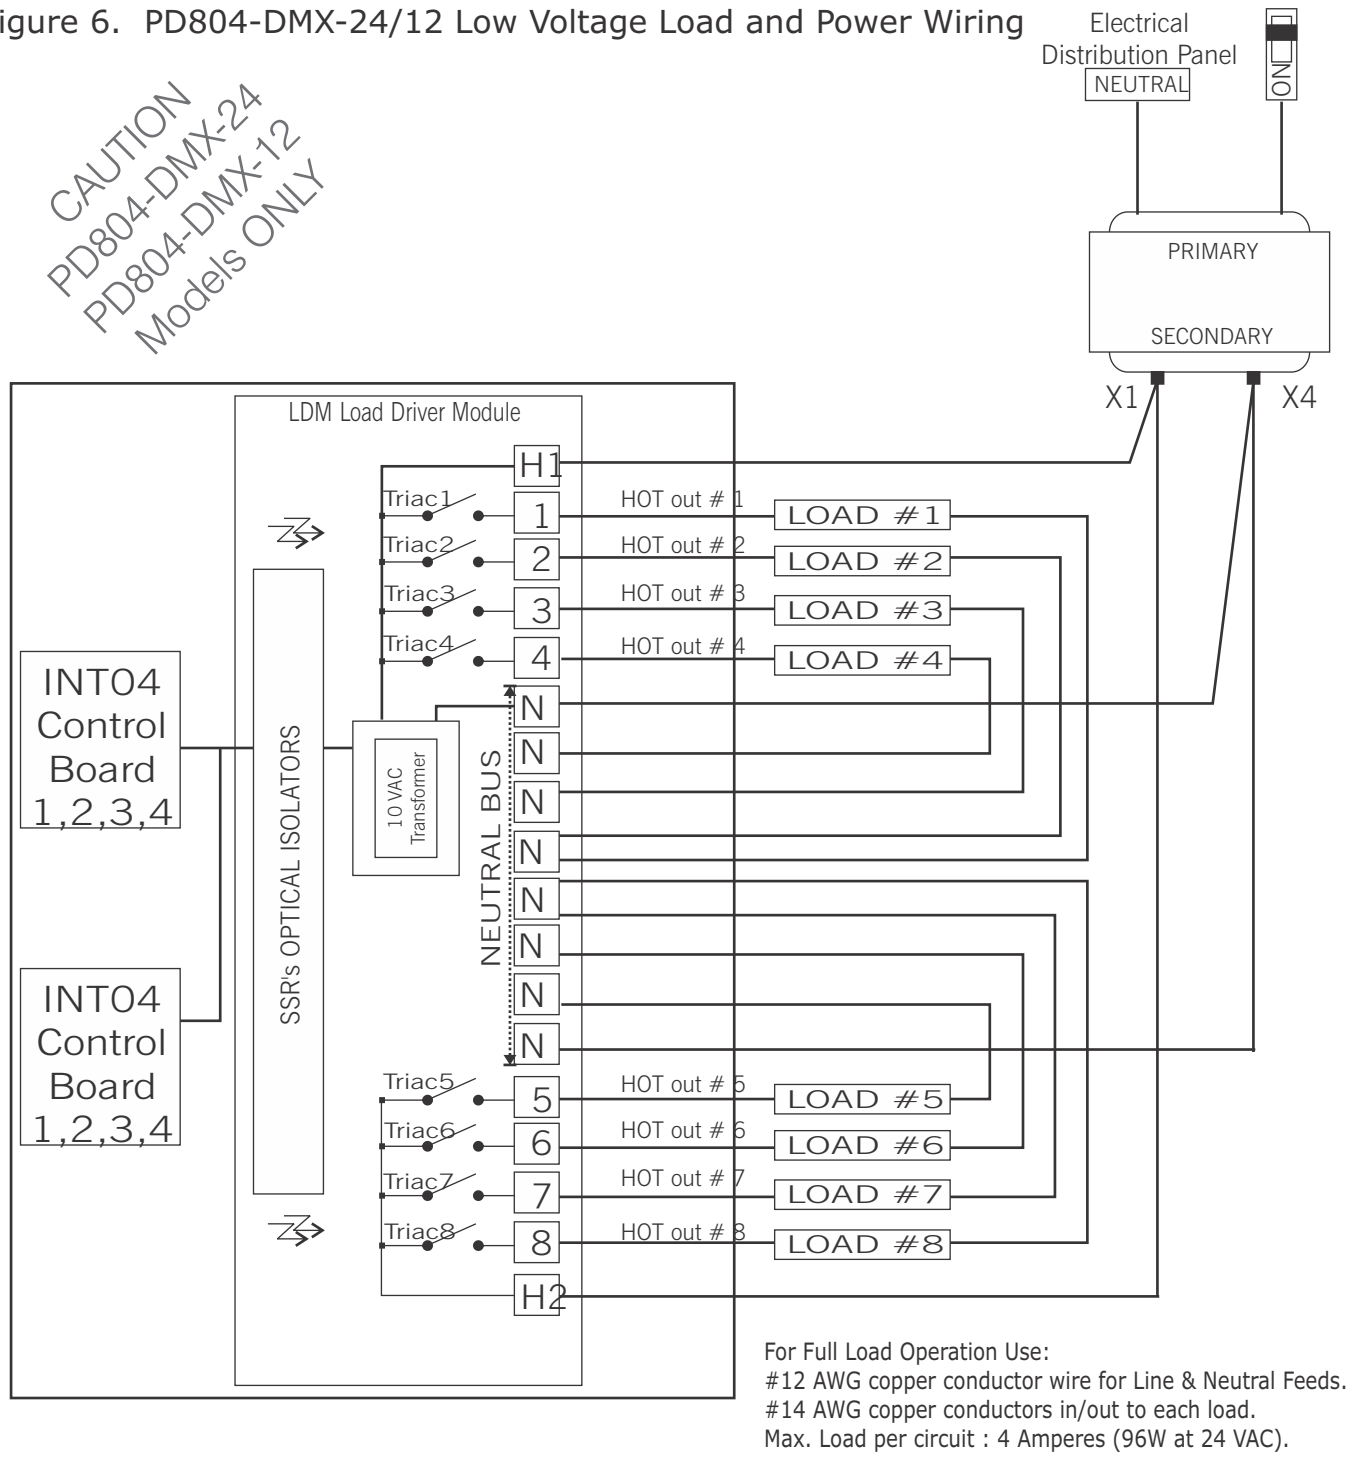 igure 6. PD804-DMX-24/12 Low Voltage Load and Power Wiring
Electrical
Distribution Panel
NEUTRAL
ON
CAUTION
PD804-DMX-24
PD804-DMX-12
Models ONLY
PRIMARY
SECONDARY
X1
X4
LDM Load Driver Module
H1
Triac1
1
HOT out # 1
LOAD #1
Triac2
2
HOT out # 2
LOAD #2
Triac3
3
HOT out # 3
LOAD #3
Triac4
4
HOT out # 4
LOAD #4
INT04
Control
Board
1,2,3,4
SSR's OPTICAL ISOLATORS
10 VAC
Transformer
NEUTRAL BUS
N
N
N
N
N
N
N
N
INT04
Control
Board
1,2,3,4
Triac5
5
HOT out # 5
LOAD #5
Triac6
6
HOT out # 6
LOAD #6
Triac7
7
HOT out # 7
LOAD #7
Triac8
8
HOT out # 8
LOAD #8
H2
For Full Load Operation Use:
#12 AWG copper conductor wire for Line & Neutral Feeds.
#14 AWG copper conductors in/out to each load.
Max. Load per circuit : 4 Amperes (96W at 24 VAC).